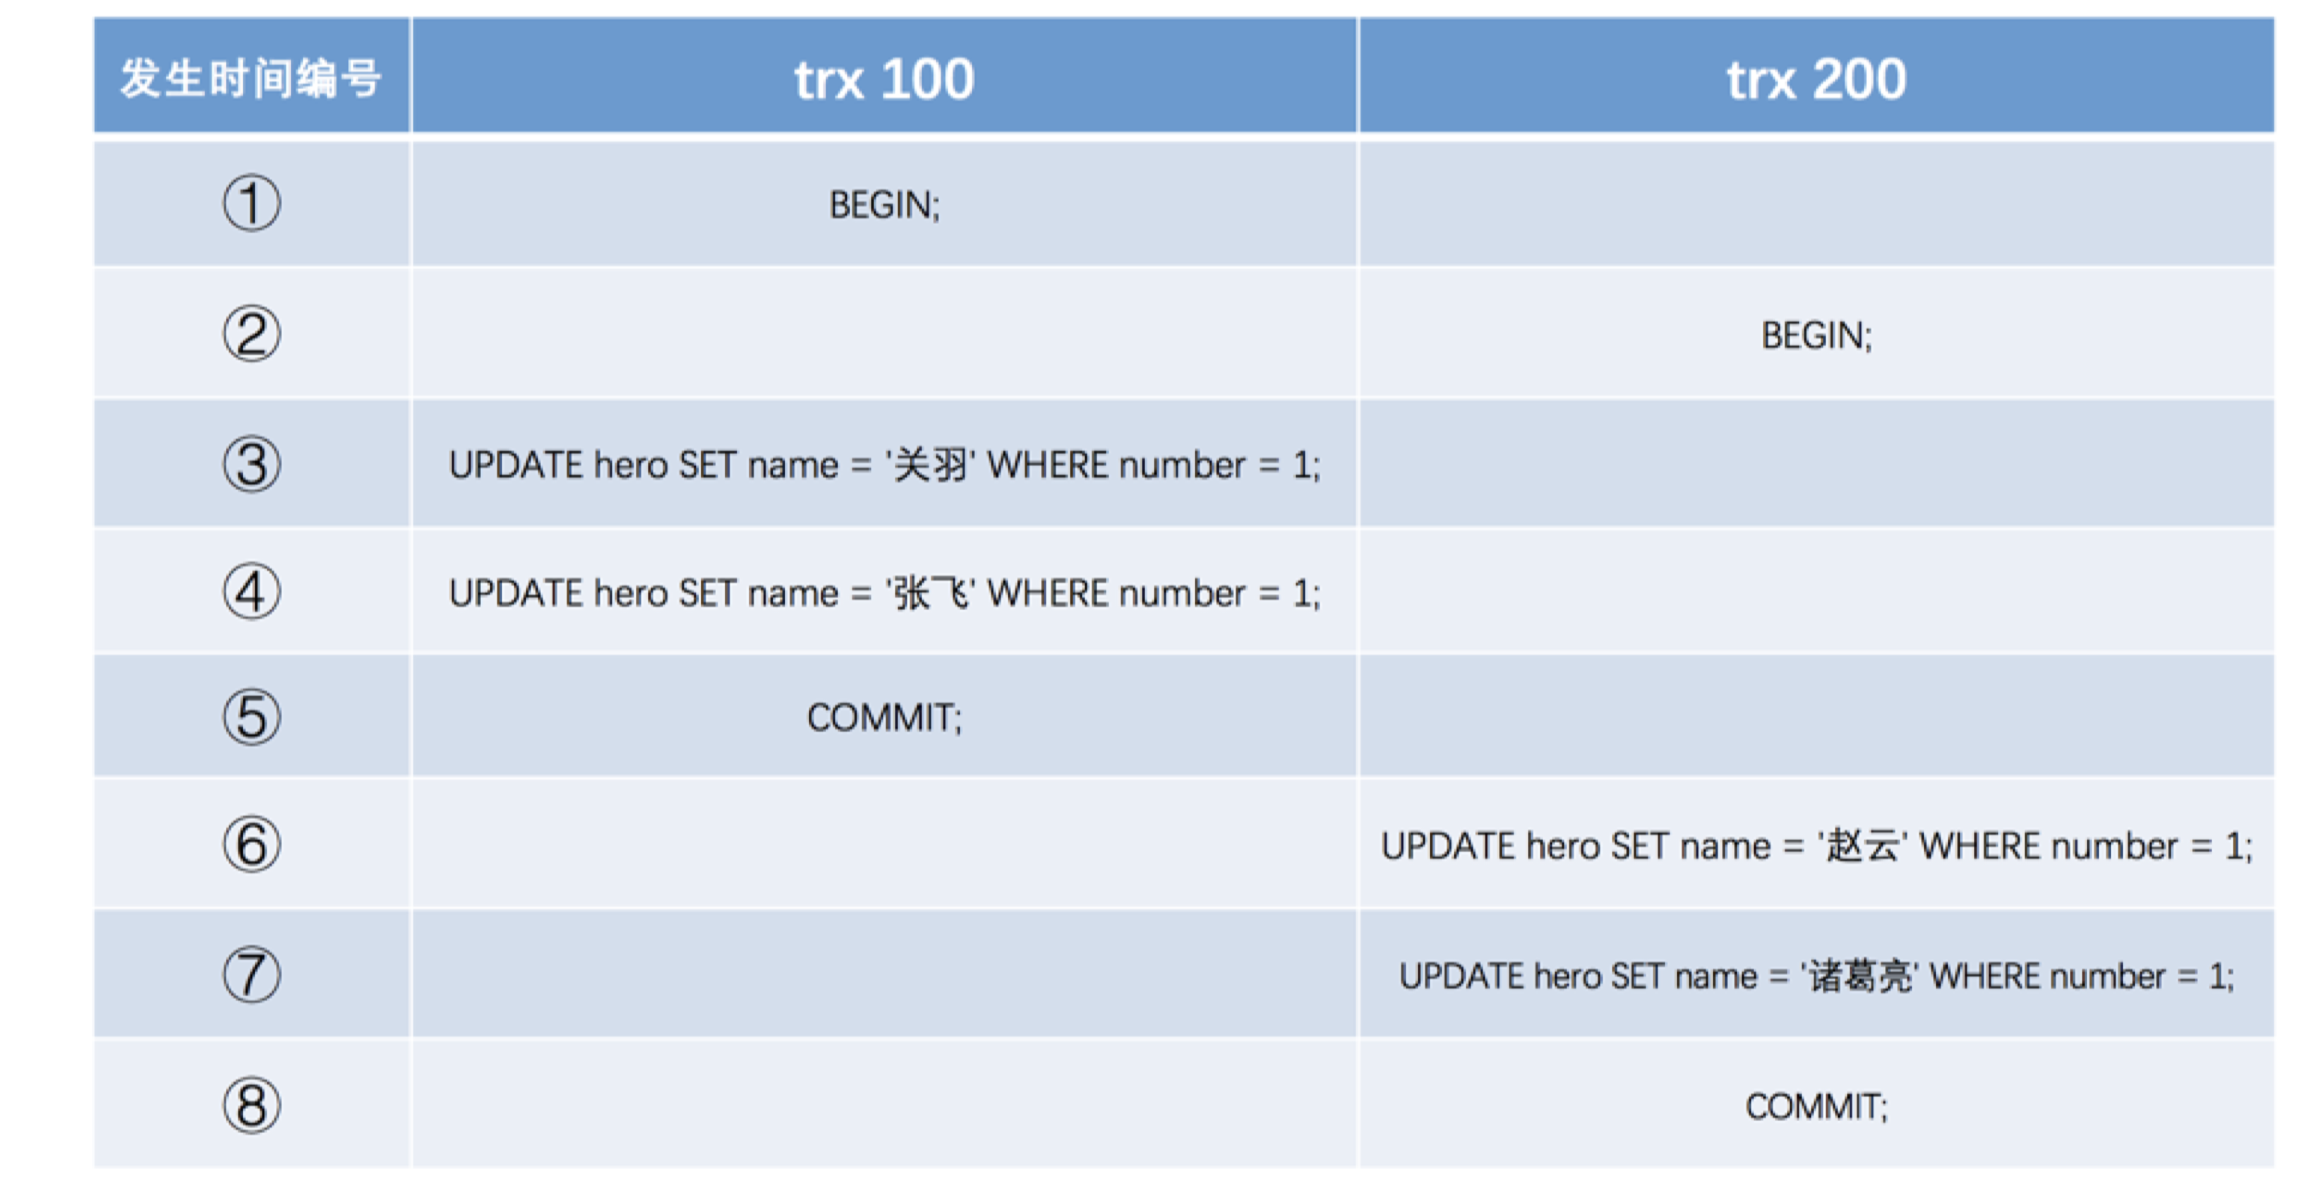 发生时间编号 trx 100 trx 200
① BEGIN;
② BEGIN;
③ UPDATE hero SET name = '关羽' WHERE number = 1;
④ UPDATE hero SET name = '张飞' WHERE number = 1;
⑤ COMMIT;
⑥ UPDATE hero SET name = '赵云' WHERE number = 1;
⑦ UPDATE hero SET name = '诸葛亮' WHERE number = 1;
⑧ COMMIT;